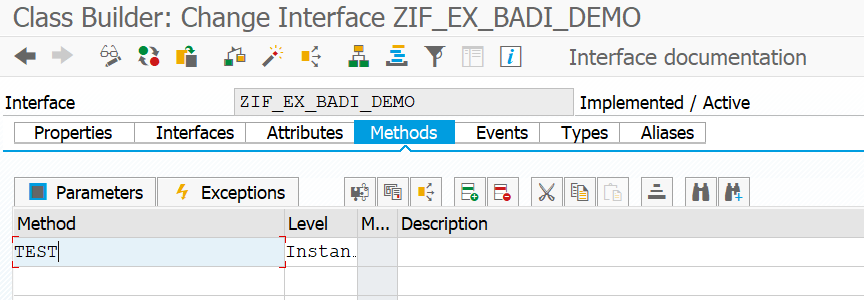 Class Builder: Change Interface ZIF_EX_BADI_DEMO
Interface documentation
Interface ZIF_EX_BADI_DEMO Implemented / Active
Properties Interfaces Attributes Methods Events Types Aliases
Parameters Exceptions
Method Level M... Description
TEST Instan.